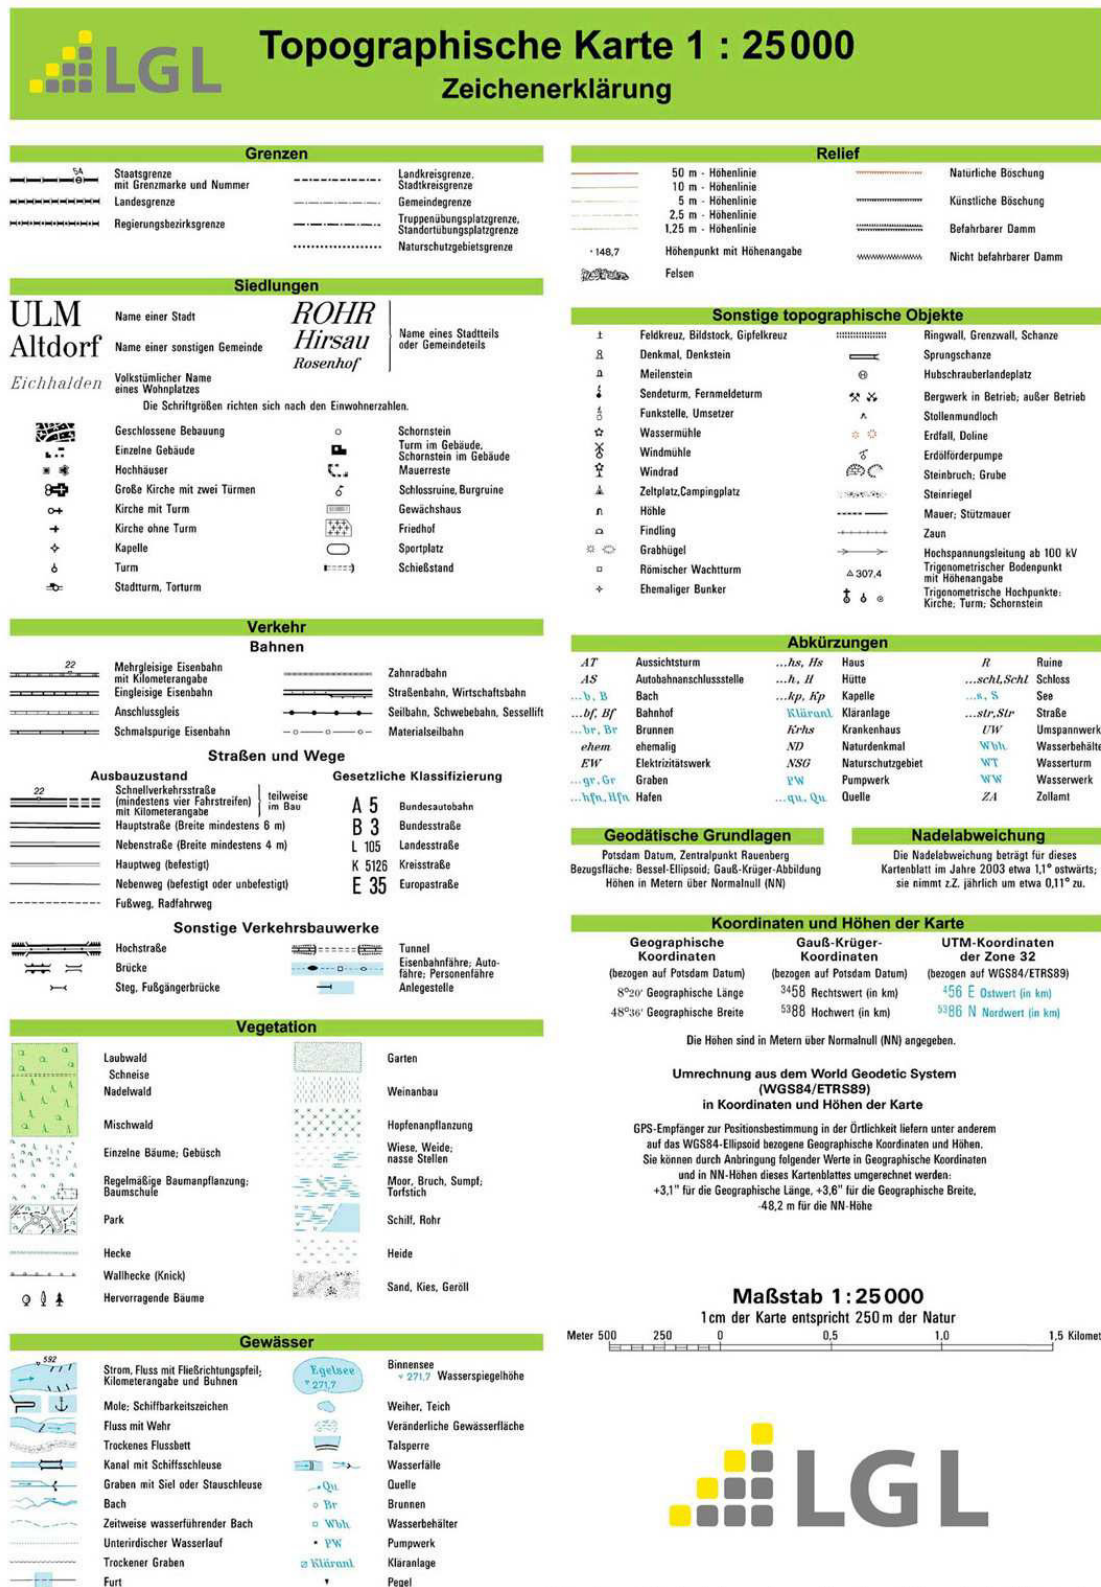 LGL
Topographische Karte 1 : 25 000
Zeichenerklärung
Grenzen
54
Staatsgrenze
mit Grenzmarke und Nummer
Landesgrenze
Regierungsbezirksgrenze
Landkreisgrenze,
Stadtkreisgrenze
Gemeindegrenze
Truppenübungsplatzgrenze,
Standortübungsplatzgrenze
Naturschutzgebietsgrenze
Siedlungen
ULM
Name einer Stadt
Altdorf
Name einer sonstigen Gemeinde
Eichhalden
Volkstümlicher Name
eines Wohnplatzes
ROHR
Hirsau
Rosenhof
Name eines Stadtteils
oder Gemeindeteils
Die Schriftgrößen richten sich nach den Einwohnerzahlen.
Geschlossene Bebauung
Einzelne Gebäude
Hochhäuser
Große Kirche mit zwei Türmen
Kirche mit Turm
Kirche ohne Turm
Kapelle
Turm
Stadtturm, Torturm
Schornstein
Turm im Gebäude,
Schornstein im Gebäude
Mauerreste
Schlossruine, Burgruine
Gewächshaus
Friedhof
Sportplatz
Schießstand
Verkehr
Bahnen
22
Mehrgleisige Eisenbahn
mit Kilometerangabe
Eingleisige Eisenbahn
Anschlussgleis
Schmalspurige Eisenbahn
Zahnradbahn
Straßenbahn, Wirtschaftsbahn
Seilbahn, Schwebebahn, Sessellift
Materialseilbahn
Straßen und Wege
Ausbauzustand
22
Schnellverkehrsstraße
(mindestens vier Fahrstreifen)
mit Kilometerangabe
teilweise
im Bau
Hauptstraße (Breite mindestens 6 m)
Nebenstraße (Breite mindestens 4 m)
Hauptweg (befestigt)
Nebenweg (befestigt oder unbefestigt)
Fußweg, Radfahrweg
Gesetzliche Klassifizierung
A 5 Bundesautobahn
B 3 Bundesstraße
L 105 Landesstraße
K 5126 Kreisstraße
E 35 Europastraße
Sonstige Verkehrsbauwerke
Hochstraße
Brücke
Steg, Fußgängerbrücke
Tunnel
Eisenbahnfähre; Auto-
fähre; Personenfähre
Anlegestelle
Vegetation
Laubwald
Schneise
Nadelwald
Mischwald
Einzelne Bäume; Gebüsch
Regelmäßige Baumanpflanzung;
Baumschule
Park
Hecke
Wallhecke (Knick)
Hervorragende Bäume
Garten
Weinanbau
Hopfenanpflanzung
Wiese, Weide;
nasse Stellen
Moor, Bruch, Sumpf;
Torfstich
Schilf, Rohr
Heide
Sand, Kies, Geröll
Gewässer
592
Strom, Fluss mit Fließrichtungspfeil;
Kilometerangabe und Buhnen
Mole; Schiffbarkeitszeichen
Fluss mit Wehr
Trockenes Flussbett
Kanal mit Schiffsschleuse
Graben mit Siel oder Stauschleuse
Bach
Zeitweise wasserführender Bach
Unterirdischer Wasserlauf
Trockener Graben
Furt
Egelsee
271,7
Binnensee
271,7 Wasserspiegelhöhe
Weiher, Teich
Veränderliche Gewässerfläche
Talsperre
Wasserfälle
Qu Quelle
Br Brunnen
Wbh Wasserbehälter
PW Pumpwerk
Kläranl Kläranlage
Pegel
Relief
50 m - Höhenlinie
10 m - Höhenlinie
5 m - Höhenlinie
2,5 m - Höhenlinie
1,25 m - Höhenlinie
· 148,7 Höhenpunkt mit Höhenangabe
Felsen
Natürliche Böschung
Künstliche Böschung
Befahrbarer Damm
Nicht befahrbarer Damm
Sonstige topographische Objekte
Feldkreuz, Bildstock, Gipfelkreuz
Denkmal, Denkstein
Meilenstein
Sendeturm, Fernmeldeturm
Funkstelle, Umsetzer
Wassermühle
Windmühle
Windrad
Zeltplatz, Campingplatz
Höhle
Findling
Grabhügel
Römischer Wachtturm
Ehemaliger Bunker
Ringwall, Grenzwall, Schanze
Sprungschanze
Hubschrauberlandeplatz
Bergwerk in Betrieb; außer Betrieb
Stollenmundloch
Erdfall, Doline
Erdölförderpumpe
Steinbruch; Grube
Steinriegel
Mauer; Stützmauer
Zaun
Hochspannungsleitung ab 100 kV
307,4
Trigonometrischer Bodenpunkt
mit Höhenangabe
Trigonometrische Hochpunkte:
Kirche; Turm; Schornstein
Abkürzungen
AT Aussichtsturm
AS Autobahnanschlussstelle
...b, B Bach
...bf, Bf Bahnhof
...br, Br Brunnen
ehem ehemalig
EW Elektrizitätswerk
...gr, Gr Graben
...hfn, Hfn Hafen
...hs, Hs Haus
...h, H Hütte
...kp, Kp Kapelle
Kläranl Kläranlage
Krhs Krankenhaus
ND Naturdenkmal
NSG Naturschutzgebiet
PW Pumpwerk
...qu, Qu Quelle
R Ruine
...schl, Schl Schloss
...s, S See
...str, Str Straße
UW Umspannwerk
Wbh Wasserbehälte
WT Wasserturm
WW Wasserwerk
ZA Zollamt
Geodätische Grundlagen
Potsdam Datum, Zentralpunkt Rauenberg
Bezugsfläche: Bessel-Ellipsoid; Gauß-Krüger-Abbildung
Höhen in Metern über Normalnull (NN)
Nadelabweichung
Die Nadelabweichung beträgt für dieses
Kartenblatt im Jahre 2003 etwa 1,1° ostwärts;
sie nimmt z.Z. jährlich um etwa 0,11° zu.
Koordinaten und Höhen der Karte
Geographische
Koordinaten
(bezogen auf Potsdam Datum)
8°20' Geographische Länge
48°36' Geographische Breite
Gauß-Krüger-
Koordinaten
(bezogen auf Potsdam Datum)
3458 Rechtswert (in km)
5388 Hochwert (in km)
UTM-Koordinaten
der Zone 32
(bezogen auf WGS84/ETRS89)
456 E Ostwert (in km)
5386 N Nordwert (in km)
Die Höhen sind in Metern über Normalnull (NN) angegeben.
Umrechnung aus dem World Geodetic System
(WGS84/ETRS89)
in Koordinaten und Höhen der Karte
GPS-Empfänger zur Positionsbestimmung in der Örtlichkeit liefern unter anderem
auf das WGS84-Ellipsoid bezogene Geographische Koordinaten und Höhen.
Sie können durch Anbringung folgender Werte in Geographische Koordinaten
und in NN-Höhen dieses Kartenblattes umgerechnet werden:
+3,1" für die Geographische Länge, +3,6" für die Geographische Breite,
-48,2 m für die NN-Höhe
Maßstab 1:25 000
1 cm der Karte entspricht 250 m der Natur
Meter 500 250 0 0,5 1,0 1,5 Kilomet
LGL